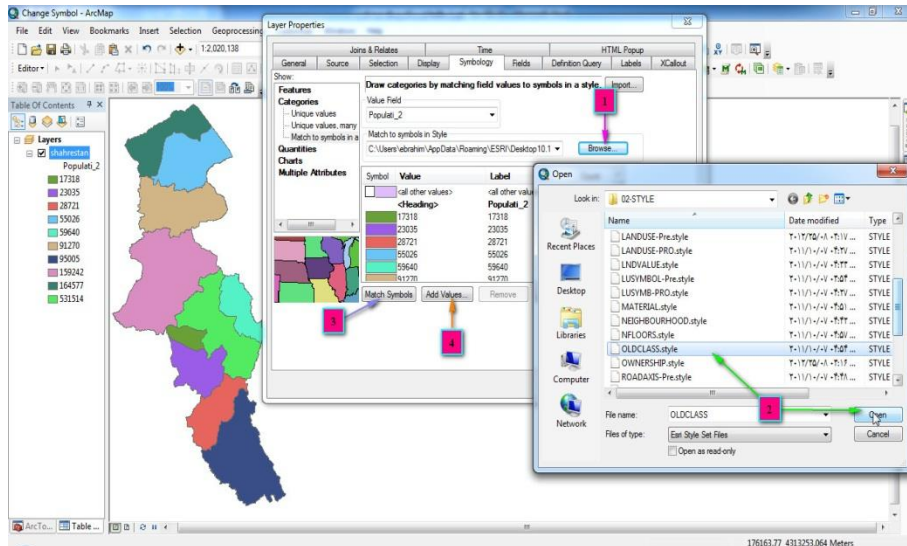 Change Symbol - ArcMap
File Edit View Bookmarks Insert Selection Geoprocessing
1:2,020,138
Editor
Table Of Contents
Layers
shahrestan
Populati_2
17318
23035
28721
55026
59640
91270
95005
159242
164577
531514
ArcTo... Table ...
Layer Properties
Joins & Relates Time HTML Popup
General Source Selection Display Symbology Fields Definition Query Labels XCallout
Show:
Features
Categories
Unique values
Unique values, many
Match to symbols in a
Quantities
Charts
Multiple Attributes
Draw categories by matching field values to symbols in a style. Import...
1
Value Field
Populati_2
Match to symbols in Style
C:\Users\ebrahim\AppData\Roaming\ESRI\Desktop10.1 Browse...
Symbol Value Label
<all other values> <all other value
<Heading> Populati_2
17318 17318
23035 23035
28721 28721
55026 55026
59640 59640
91270 91270
Match Symbols Add Values... Remove
3
4
Open
Look in: 02-STYLE
Name Date modified Type
LANDUSE-Pre.style STYLE
LANDUSE-PRO.style STYLE
LNDVALUE.style STYLE
LUSYMBOL-Pre.style STYLE
LUSYMB-PRO.style STYLE
MATERIAL.style STYLE
NEIGHBOURHOOD.style STYLE
NFLOORS.style STYLE
OLDCLASS.style STYLE
OWNERSHIP.style STYLE
ROADAXIS-Pre.style STYLE
Recent Places
Desktop
Libraries
Computer
Network
2
File name: OLDCLASS Open
Files of type: Esri Style Set Files Cancel
Open as read-only
176163.77 4313253.064 Meters